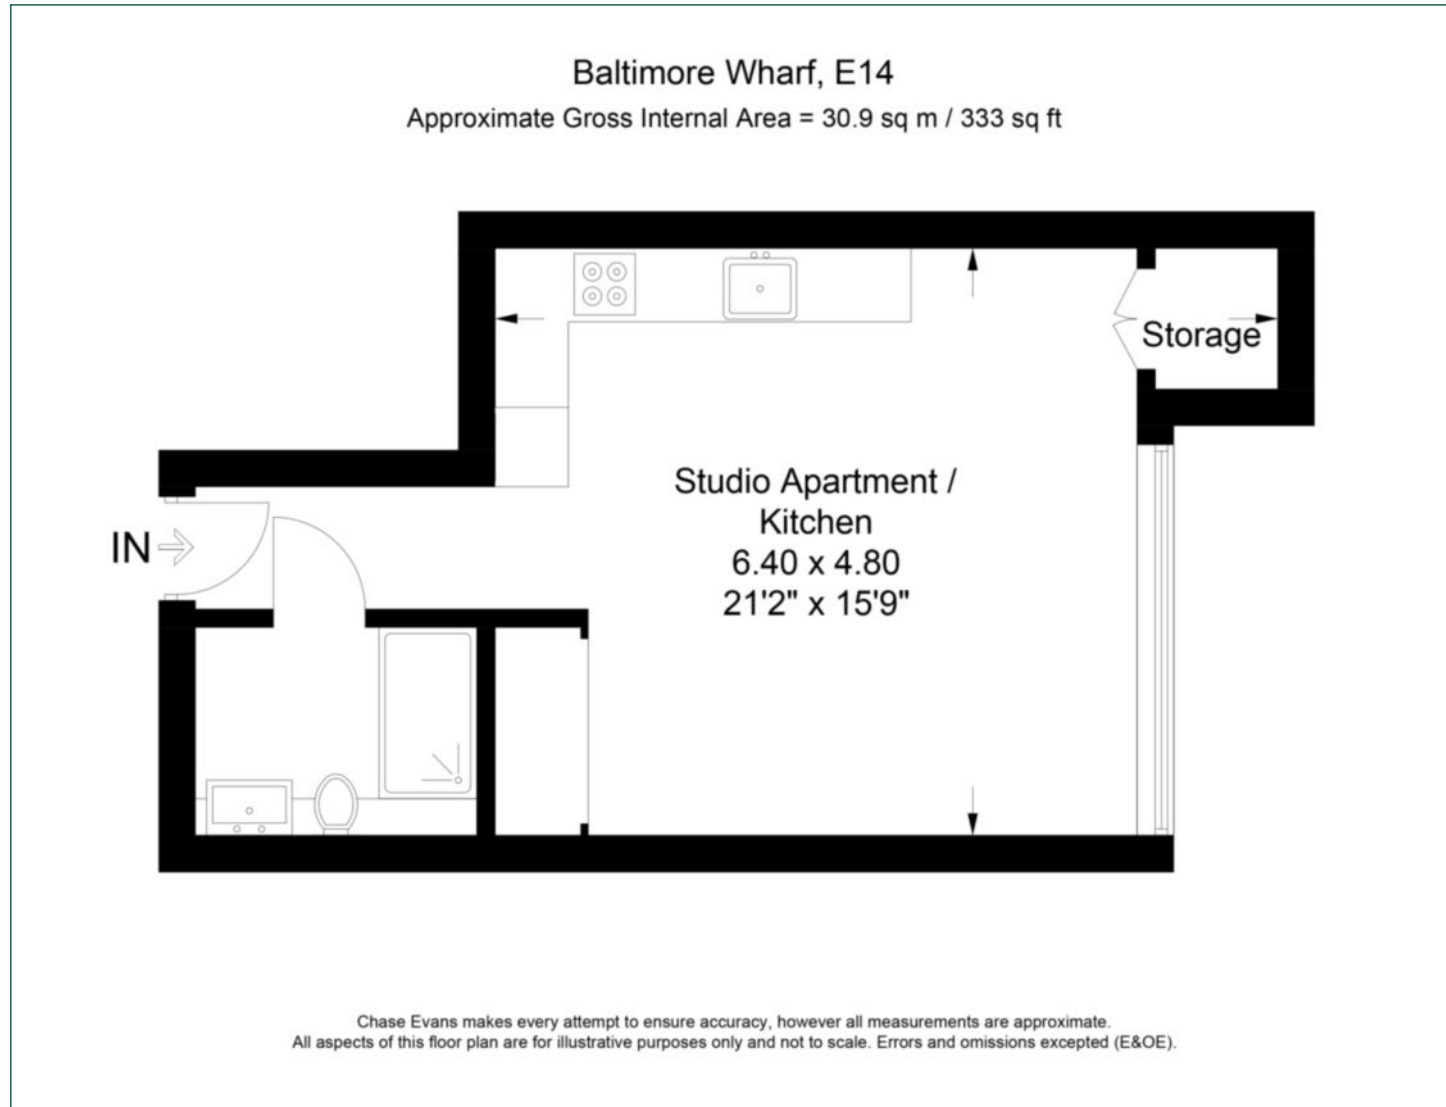 Baltimore Wharf, E14
Approximate Gross Internal Area = 30.9 sq m / 333 sq ft
Storage
Studio Apartment /
Kitchen
6.40 x 4.80
21'2" x 15'9"
IN
Chase Evans makes every attempt to ensure accuracy, however all measurements are approximate.
All aspects of this floor plan are for illustrative purposes only and not to scale. Errors and omissions excepted (E&OE).